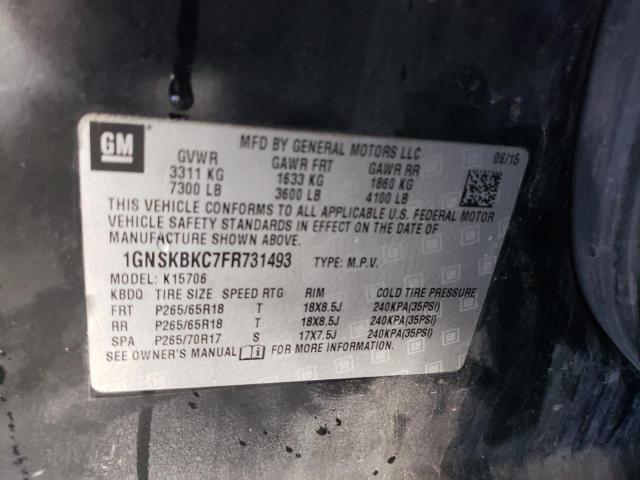 GM
MFD BY GENERAL MOTORS LLC
06/15
GVWR GAWR FRT GAWR RR
3311 KG 1633 KG 1860 KG
7300 LB 3600 LB 4100 LB
THIS VEHICLE CONFORMS TO ALL APPLICABLE U.S. FEDERAL MOTOR
VEHICLE SAFETY STANDARDS IN EFFECT ON THE DATE OF
MANUFACTURE SHOWN ABOVE.
1GNSKBKC7FR731493 TYPE: M.P.V.
MODEL: K15706
KBDQ TIRE SIZE SPEED RTG RIM COLD TIRE PRESSURE
FRT P265/65R18 T 18X8.5J 240KPA(35PSI)
RR P265/65R18 T 18X8.5J 240KPA(35PSI)
SPA P265/70R17 S 17X7.5J 240KPA(35PSI)
SEE OWNER'S MANUAL FOR MORE INFORMATION.